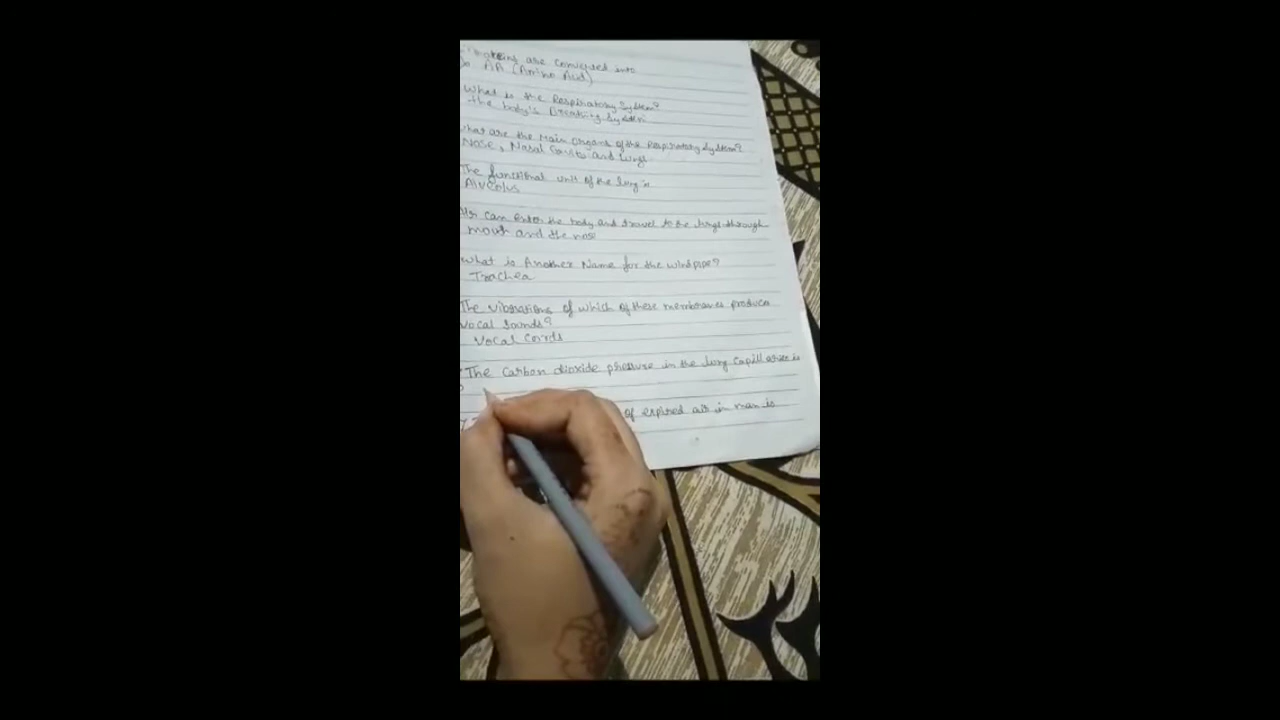 are converted into
AA (Amino Acid)
What is the Respiratory System?
the body's Breathing System
What are the Main Organs of the Respiratory System?
Nose, Nasal Cavity and lungs
The functional unit of the lung is
Alveolus
Air can enter the body and travel to the lungs through
mouth and the nose
What is Another Name for the windpipe?
Trachea
The vibrations of which of these membranes produce
Vocal sounds?
Vocal Cords
The Carbon dioxide pressure in the lung capillaries is
of expired air in man is